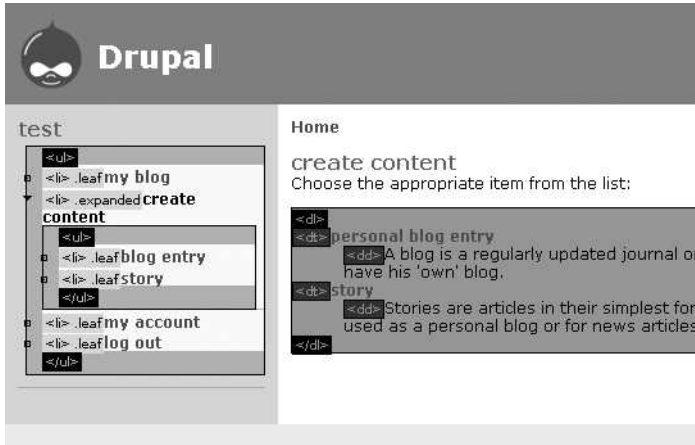 Drupal
test
<ul>
<li> .leaf my blog
<li> .expanded create
content
<ul>
<li> .leaf blog entry
<li> .leaf story
</ul>
<li> .leaf my account
<li> .leaf log out
</ul>
Home
create content
Choose the appropriate item from the list:
<dl>
<dt> personal blog entry
<dd> A blog is a regularly updated journal or
have his 'own' blog.
<dt> story
<dd> Stories are articles in their simplest for
used as a personal blog or for news articles
</dl>